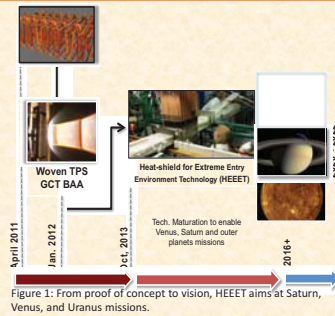 Woven TPS
GCT BAA
Heat-shield for Extreme Entry
Environment Technology (HEEET)
Tech. Maturation to enable
Venus, Saturn and outer
planets missions
April 2011
Jan. 2012
Oct, 2013
2016+
Figure 1: From proof of concept to vision, HEEET aims at Saturn,
Venus, and Uranus missions.